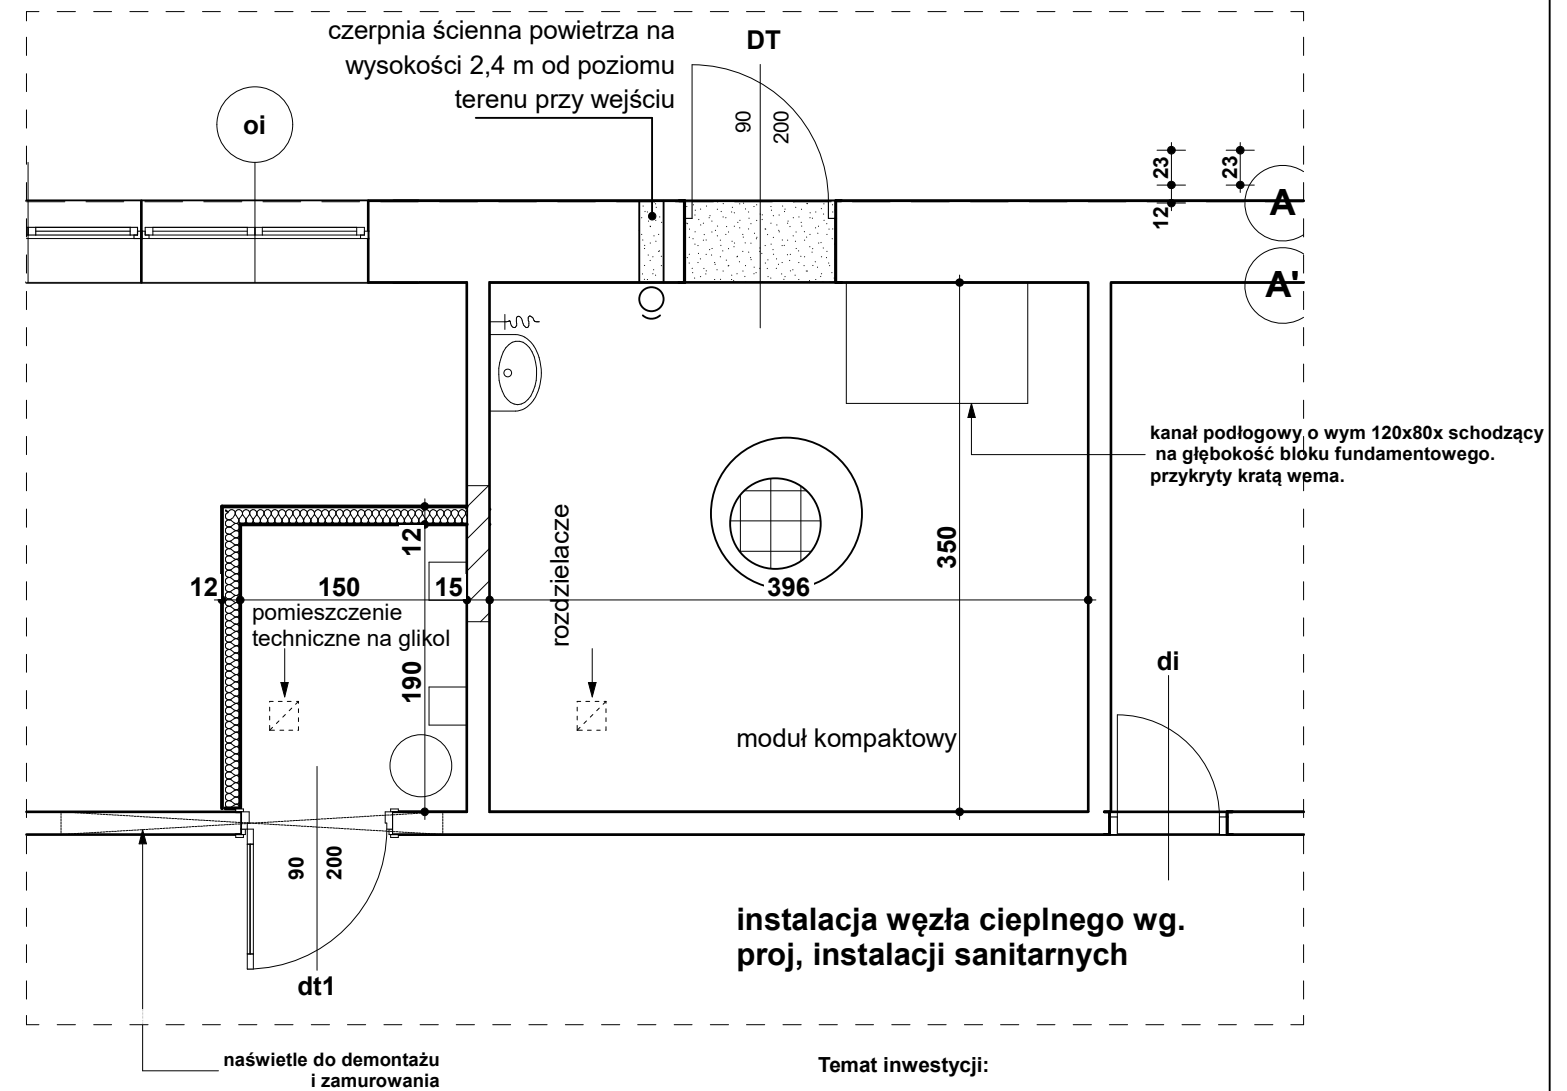 czerpnia ścienna powietrza na
wysokości 2,4 m od poziomu
terenu przy wejściu
DT
90
200
oi
23
23
12
A
A'
kanał podłogowy o wym 120x80x schodzący
na głębokość bloku fundamentowego.
przykryty kratą wema.
12
150
15
12
190
pomieszczenie
techniczne na glikol
rozdzielacze
396
350
moduł kompaktowy
di
90
200
dt1
instalacja węzła cieplnego wg.
proj, instalacji sanitarnych
naświetle do demontażu
i zamurowania
Temat inwestycji: